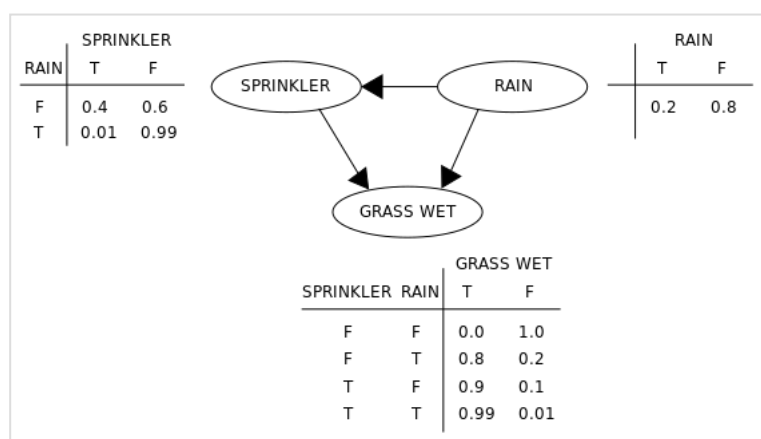 SPRINKLER
RAIN T F
F 0.4 0.6
T 0.01 0.99
SPRINKLER
RAIN
RAIN
T F
0.2 0.8
GRASS WET
GRASS WET
SPRINKLER RAIN T F
F F 0.0 1.0
F T 0.8 0.2
T F 0.9 0.1
T T 0.99 0.01